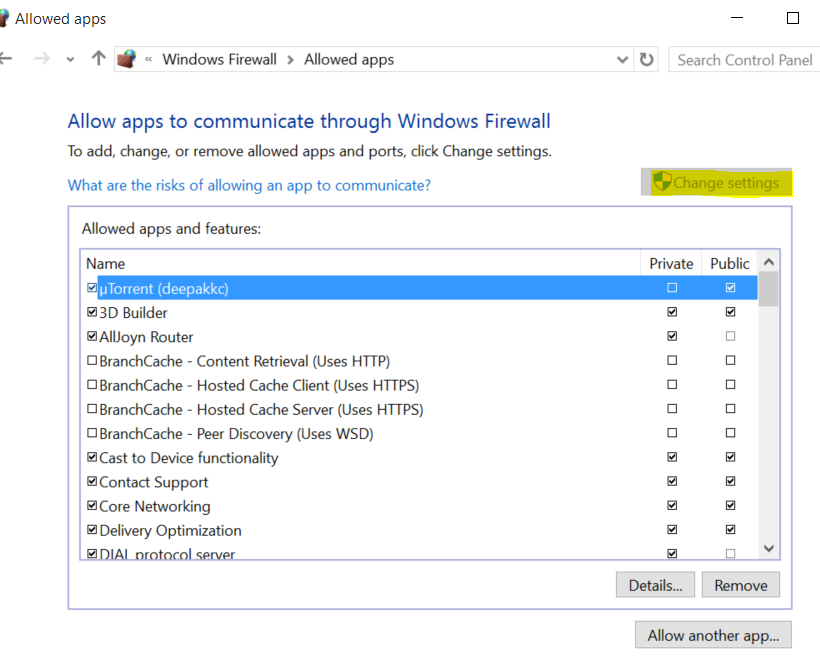 Allowed apps
« Windows Firewall > Allowed apps
Search Control Panel
Allow apps to communicate through Windows Firewall
To add, change, or remove allowed apps and ports, click Change settings.
What are the risks of allowing an app to communicate?
Change settings
Allowed apps and features:
Name Private Public
µTorrent (deepakkc)
3D Builder
AllJoyn Router
BranchCache - Content Retrieval (Uses HTTP)
BranchCache - Hosted Cache Client (Uses HTTPS)
BranchCache - Hosted Cache Server (Uses HTTPS)
BranchCache - Peer Discovery (Uses WSD)
Cast to Device functionality
Contact Support
Core Networking
Delivery Optimization
DIAL protocol server
Details... Remove
Allow another app...